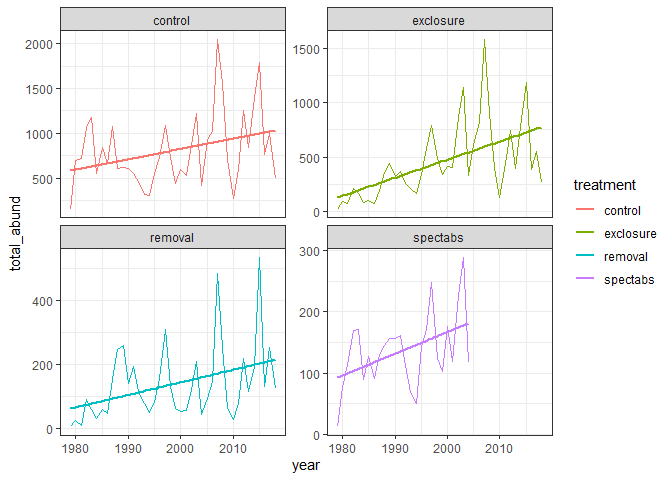 control
exclosure
2000
1500
1000
500
1500
1000
500
0
total_abund
removal
spectabs
400
200
0
300
200
100
0
1980
1990
2000
2010
1980
1990
2000
2010
year
treatment
control
exclosure
removal
spectabs